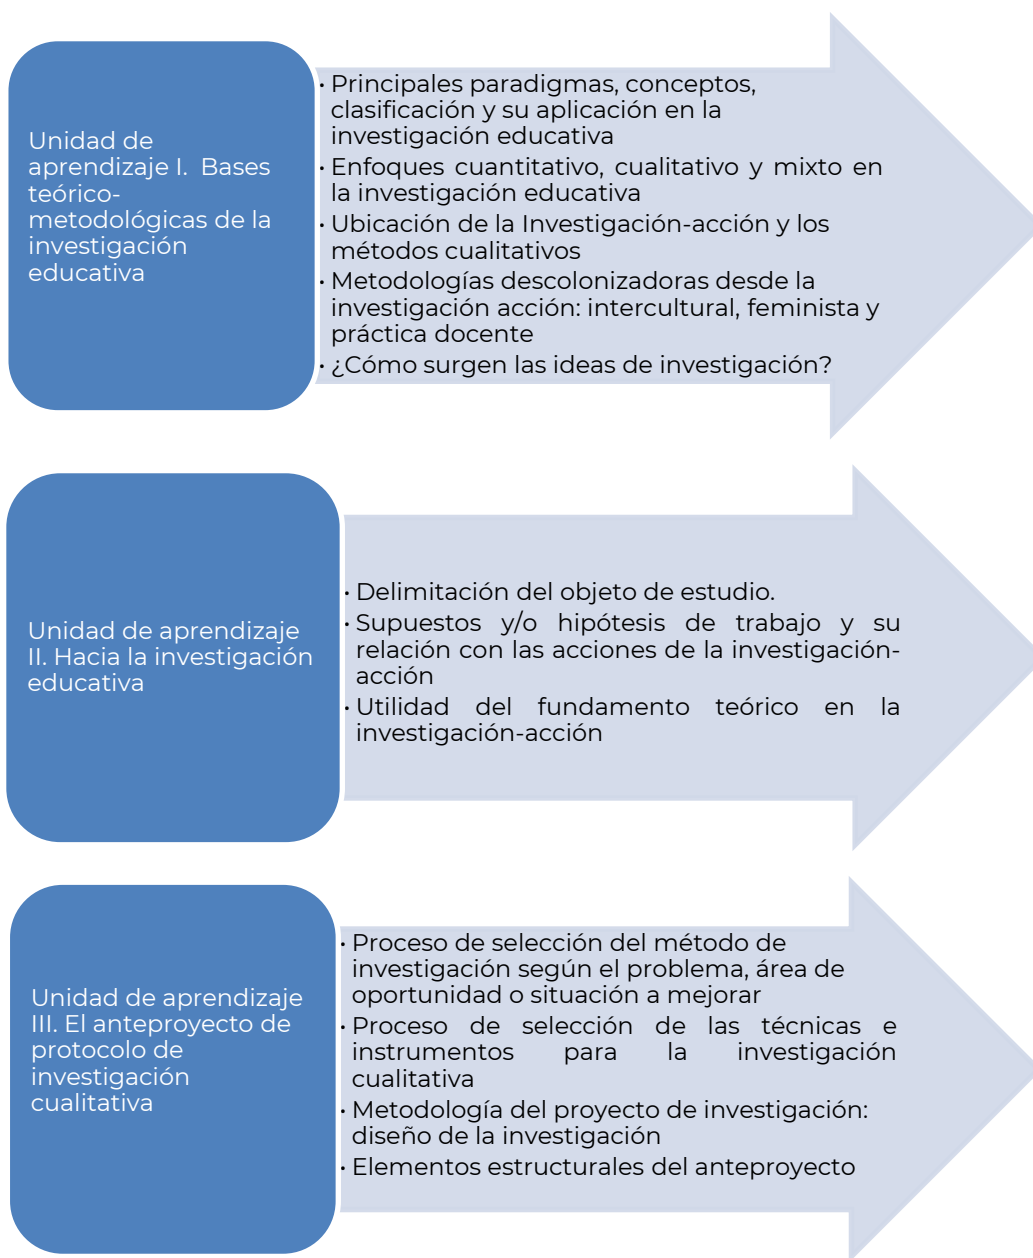 Unidad de
aprendizaje I.  Bases
teórico-
metodológicas de la
investigación
educativa
· Principales paradigmas, conceptos,
clasificación y su aplicación en la
investigación educativa
· Enfoques cuantitativo, cualitativo y mixto en
la investigación educativa
· Ubicación de la Investigación-acción y los
métodos cualitativos
· Metodologías descolonizadoras desde la
investigación acción: intercultural, feminista y
práctica docente
· ¿Cómo surgen las ideas de investigación?
Unidad de aprendizaje
II. Hacia la investigación
educativa
· Delimitación del objeto de estudio.
· Supuestos y/o hipótesis de trabajo y su
relación con las acciones de la investigación-
acción
· Utilidad del fundamento teórico en la
investigación-acción
Unidad de aprendizaje
III. El anteproyecto de
protocolo de
investigación
cualitativa
· Proceso de selección del método de
investigación según el problema, área de
oportunidad o situación a mejorar
· Proceso de selección de las técnicas e
instrumentos para la investigación
cualitativa
· Metodología del proyecto de investigación:
diseño de la investigación
· Elementos estructurales del anteproyecto